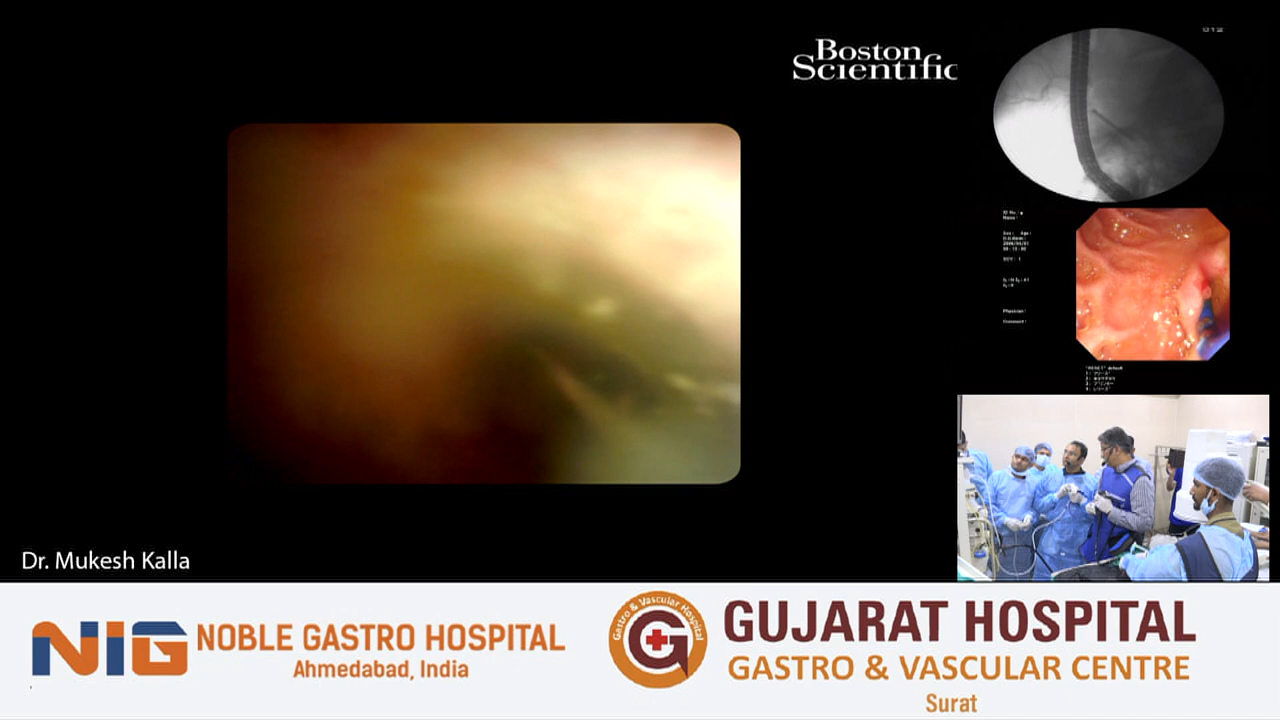 Boston
Scientific
Dr. Mukesh Kalla
NIG
NOBLE GASTRO HOSPITAL
Ahmedabad, India
Gastro & Vascular Hospital
G
GUJARAT HOSPITAL
GASTRO & VASCULAR CENTRE
Surat